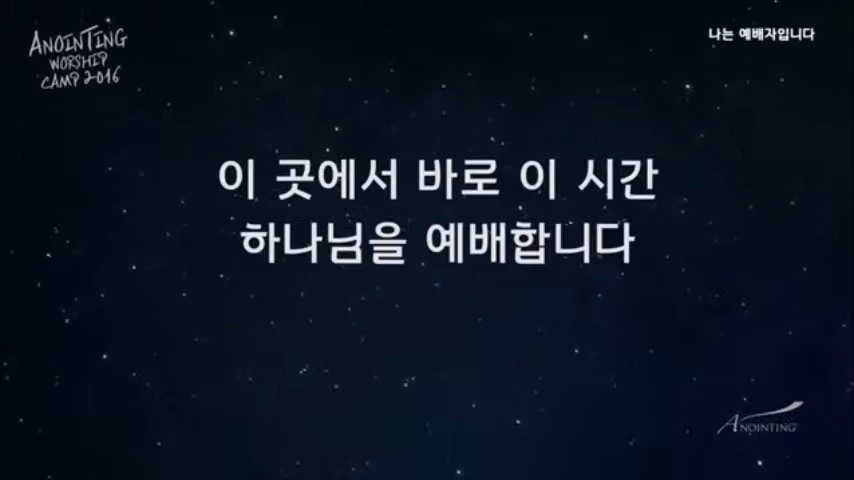 ANOINTING
WORSHIP
CAMP 2016
나는 예배자입니다
이 곳에서 바로 이 시간
하나님을 예배합니다
ANOINTING